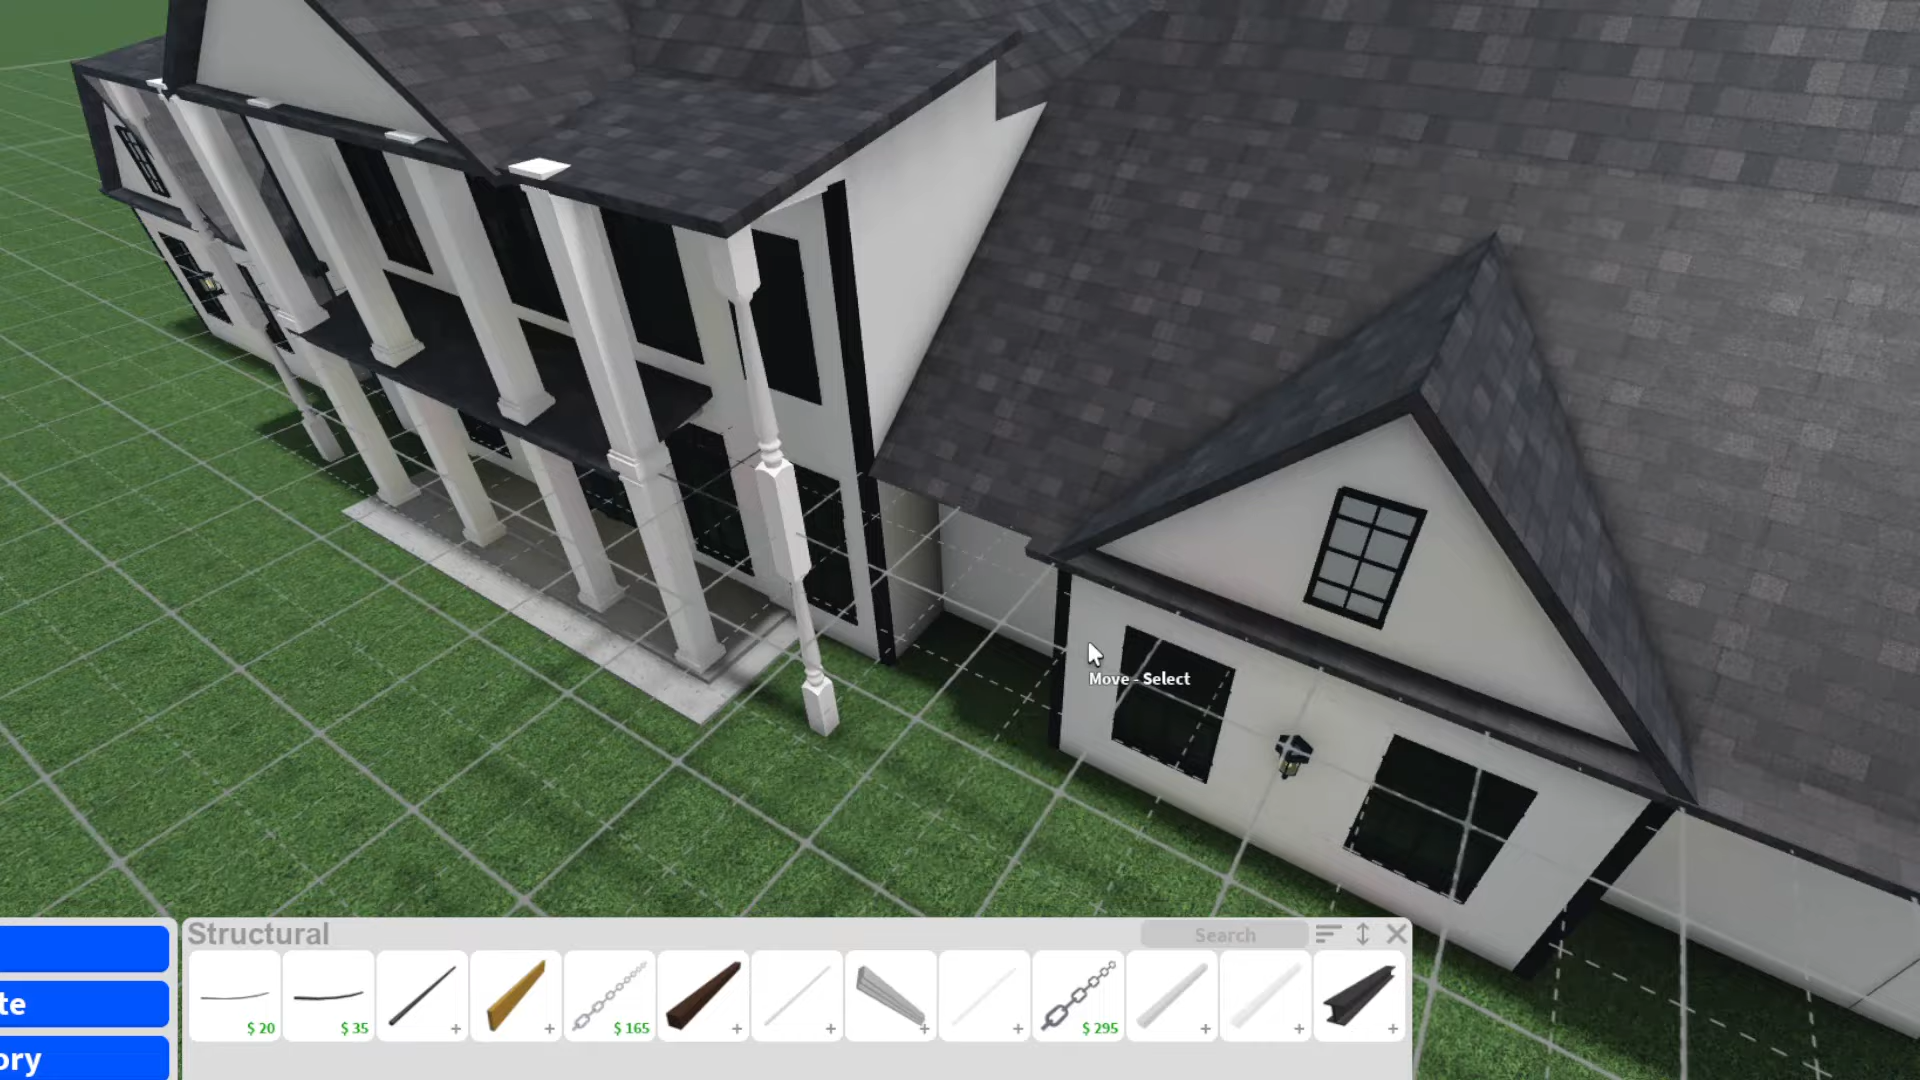 Move - Select
Structural
Search
te
ory
$ 20
$ 35
$ 165
$ 295